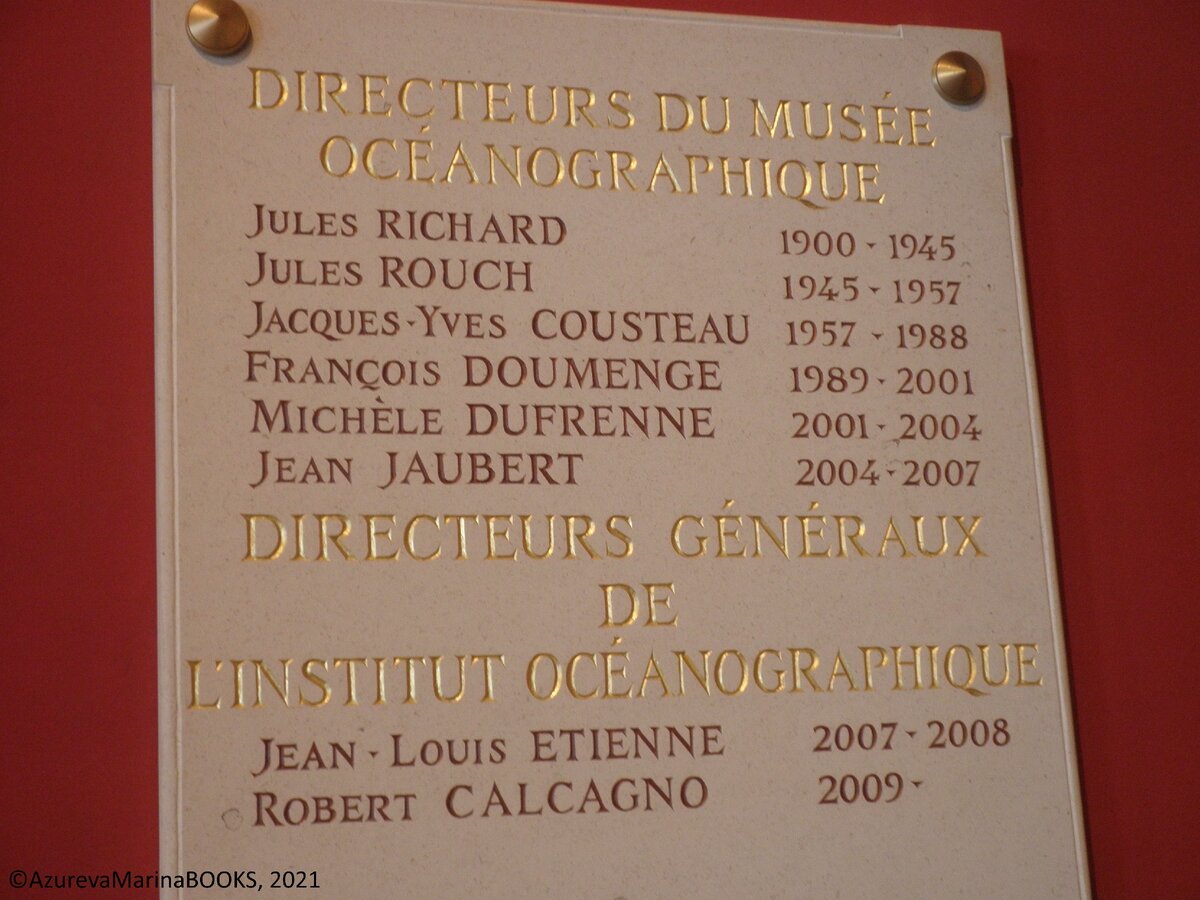 DIRECTEURS DU MUSÉE
OCÉANOGRAPHIQUE
JULES RICHARD 1900 - 1945
JULES ROUCH 1945 - 1957
JACQUES-YVES COUSTEAU 1957 - 1988
FRANÇOIS DOUMENGE 1989 - 2001
MICHÈLE DUFRENNE 2001 - 2004
JEAN JAUBERT 2004 - 2007
DIRECTEURS GÉNÉRAUX
DE
L'INSTITUT OCÉANOGRAPHIQUE
JEAN-LOUIS ETIENNE 2007 - 2008
ROBERT CALCAGNO 2009 -
©AzurevaMarinaBOOKS, 2021